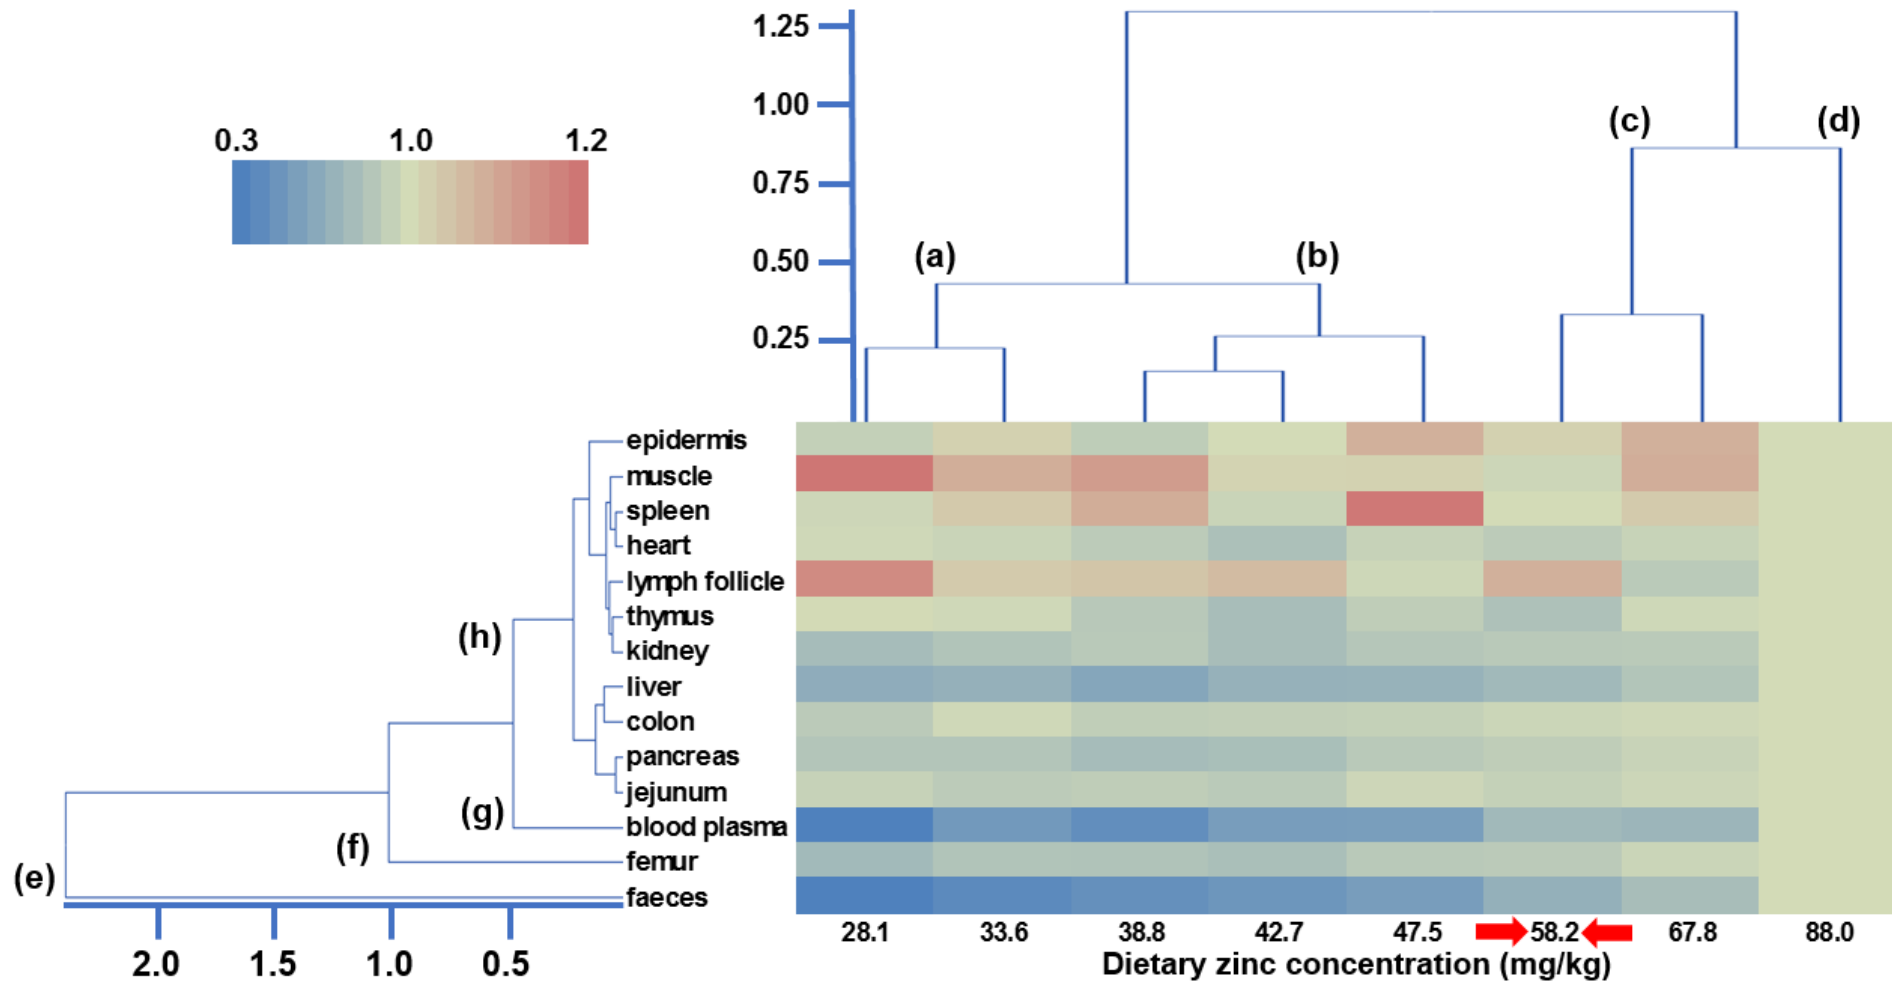 1.25
1.00
0.75
0.50
0.25
0.3 1.0 1.2
(a)
(b)
(c)
(d)
epidermis
muscle
spleen
heart
lymph follicle
thymus
kidney
liver
colon
pancreas
jejunum
blood plasma
femur
faeces
(h)
(g)
(f)
(e)
2.0 1.5 1.0 0.5
28.1 33.6 38.8 42.7 47.5 58.2 67.8 88.0
Dietary zinc concentration (mg/kg)